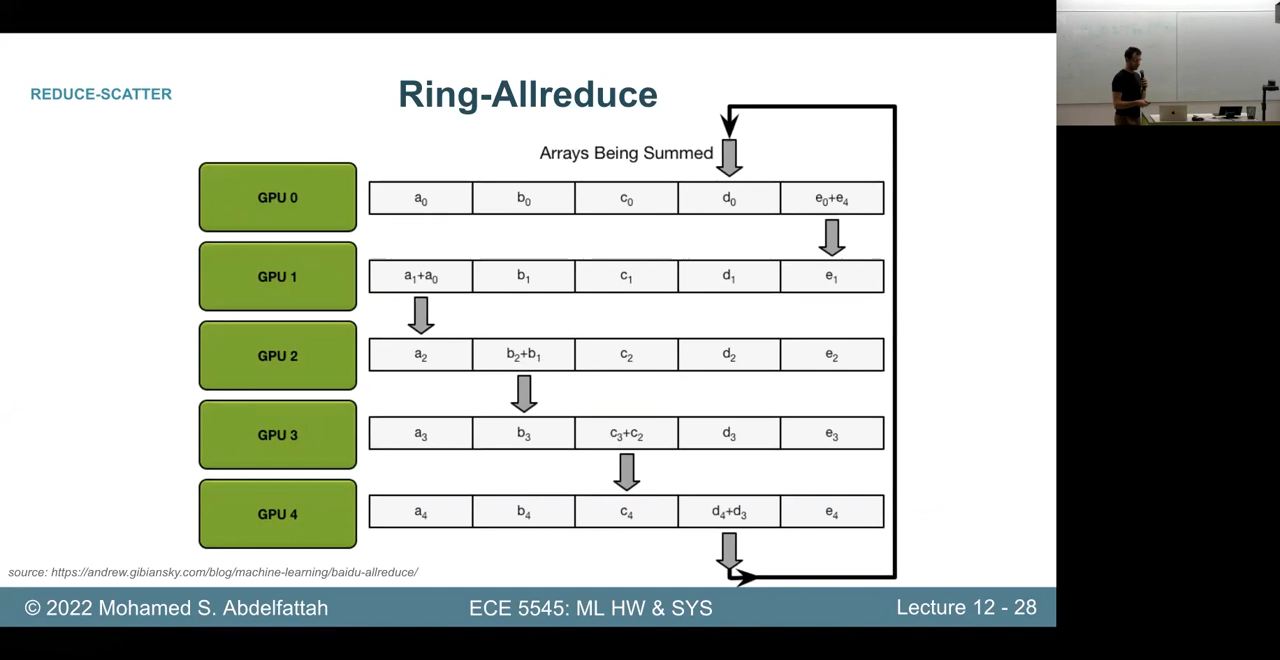 REDUCE-SCATTER
Ring-Allreduce
Arrays Being Summed
GPU 0
a₀ b₀ c₀ d₀ e₀+e₄
GPU 1
a₁+a₀ b₁ c₁ d₁ e₁
GPU 2
a₂ b₂+b₁ c₂ d₂ e₂
GPU 3
a₃ b₃ c₃+c₂ d₃ e₃
GPU 4
a₄ b₄ c₄ d₄+d₃ e₄
source: https://andrew.gibiansky.com/blog/machine-learning/baidu-allreduce/
© 2022 Mohamed S. Abdelfattah ECE 5545: ML HW & SYS Lecture 12 - 28